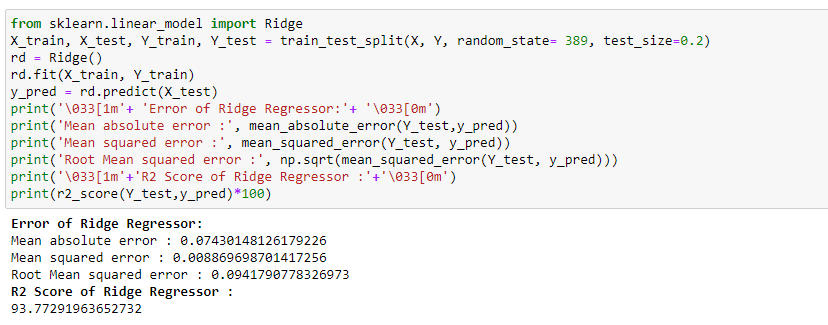 from sklearn.linear_model import Ridge
X_train, X_test, Y_train, Y_test = train_test_split(X, Y, random_state= 389, test_size=0.2)
rd = Ridge()
rd.fit(X_train, Y_train)
y_pred = rd.predict(X_test)
print('\033[1m'+ 'Error of Ridge Regressor:'+ '\033[0m')
print('Mean absolute error :', mean_absolute_error(Y_test,y_pred))
print('Mean squared error :', mean_squared_error(Y_test, y_pred))
print('Root Mean squared error :', np.sqrt(mean_squared_error(Y_test, y_pred)))
print('\033[1m'+'R2 Score of Ridge Regressor :'+'\033[0m')
print(r2_score(Y_test,y_pred)*100)
Error of Ridge Regressor:
Mean absolute error : 0.07430148126179226
Mean squared error : 0.008869698701417256
Root Mean squared error : 0.0941790778326973
R2 Score of Ridge Regressor :
93.77291963652732